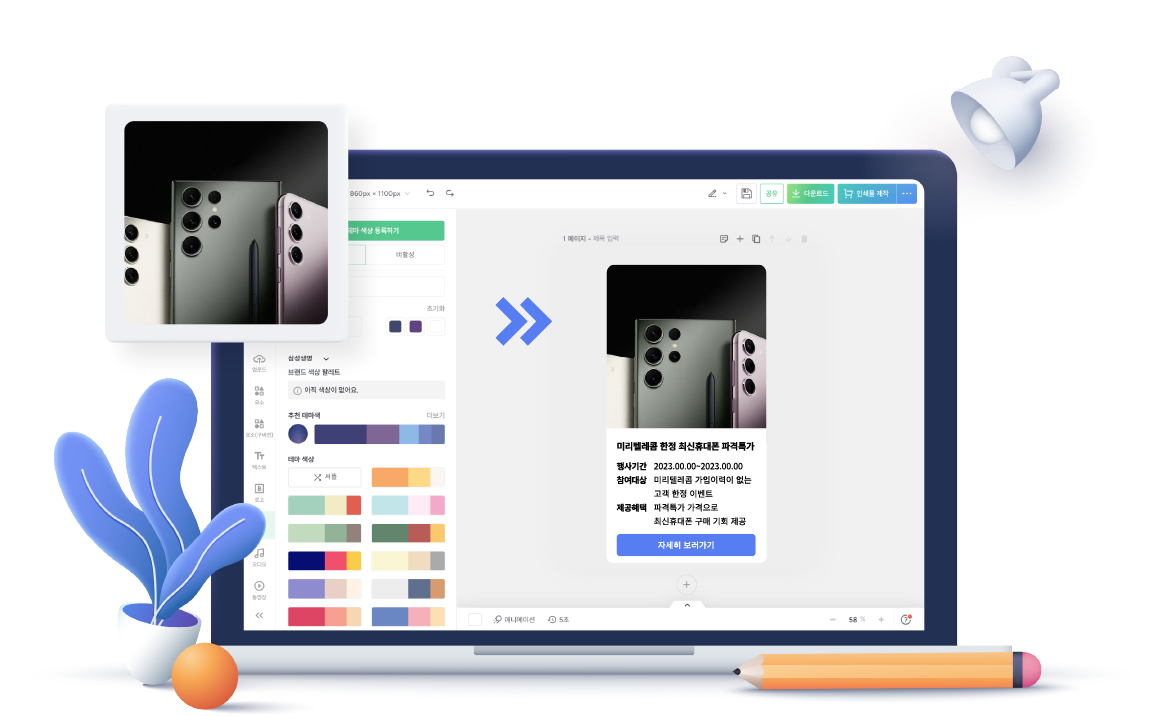 860px × 1100px
공유
다운로드
인쇄물 제작
테마 색상 등록하기
비활성
초기화
업로드
요소
요소(구버전)
텍스트
로고
오디오
동영상
삼성생명
브랜드 색상 팔레트
아직 색상이 없어요.
추천 테마색
더보기
테마 색상
셔플
1 페이지 - 제목 입력
미리텔레콤 한정 최신휴대폰 파격특가
행사기간 2023.00.00~2023.00.00
참여대상 미리텔레콤 가입이력이 없는
고객 한정 이벤트
제공혜택 파격특가 가격으로
최신휴대폰 구매 기회 제공
자세히 보러가기
애니메이션
5초
58 %